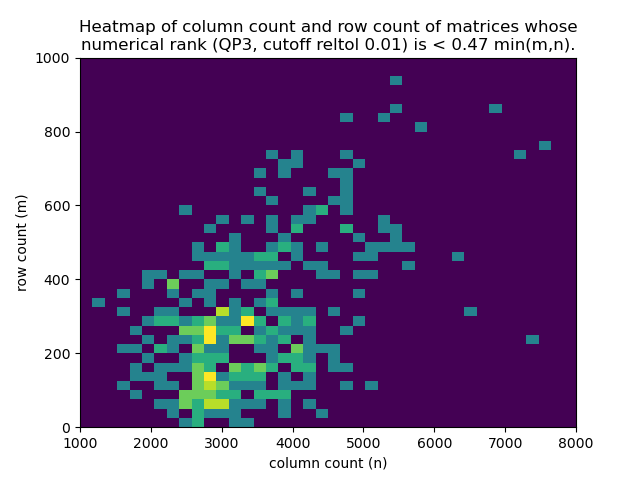 Heatmap of column count and row count of matrices whose
numerical rank (QP3, cutoff reltol 0.01) is < 0.47 min(m,n).
1000
800
600
400
200
0
row count (m)
1000 2000 3000 4000 5000 6000 7000 8000
column count (n)